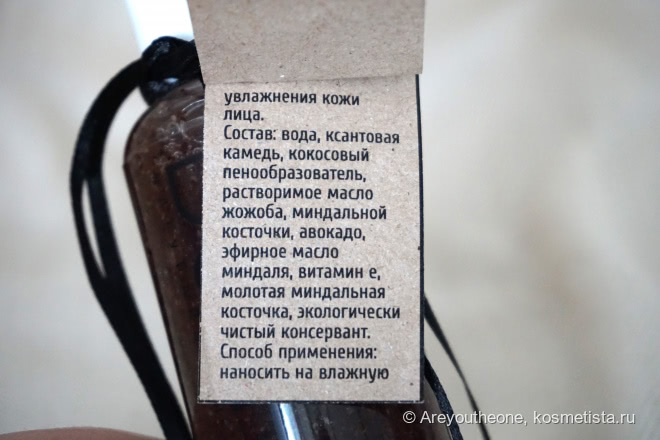 увлажнения кожи
лица.
Состав: вода, ксантовая
камедь, кокосовый
пенообразователь,
растворимое масло
жожоба, миндальной
косточки, авокадо,
эфирное масло
миндаля, витамин е,
молотая миндальная
косточка, экологически
чистый консервант.
Способ применения:
наносить на влажную
© Areyoutheone, kosmetista.ru